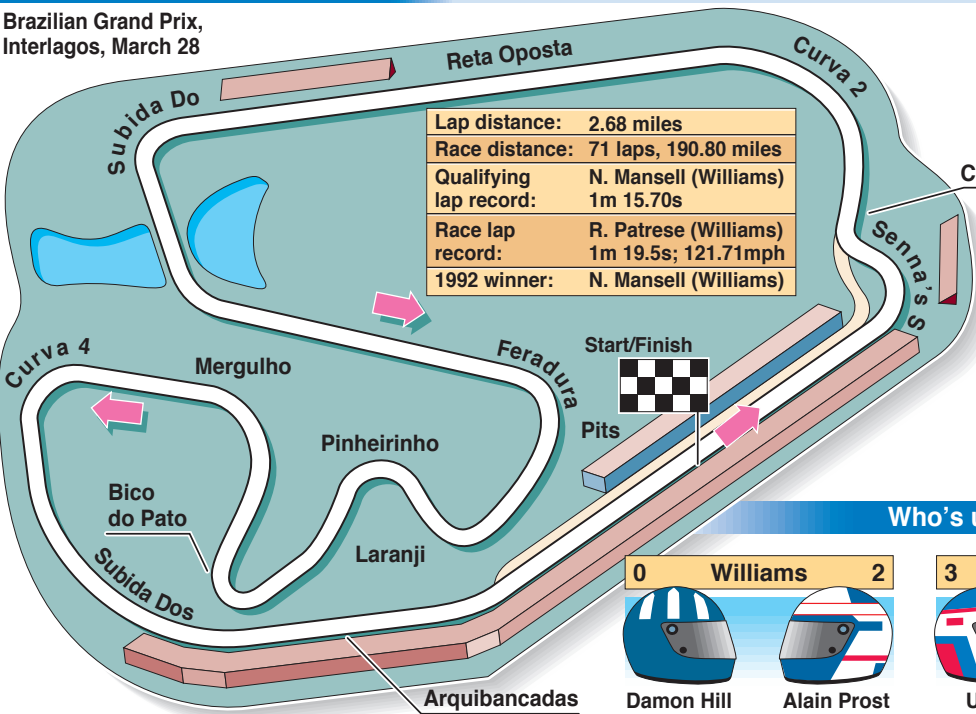 Brazilian Grand Prix,
Interlagos, March 28
Reta Oposta
Curva 2
Subida Do
Lap distance: 2.68 miles
Race distance: 71 laps, 190.80 miles
Qualifying N. Mansell (Williams)
lap record: 1m 15.70s
Race lap R. Patrese (Williams)
record: 1m 19.5s; 121.71mph
1992 winner: N. Mansell (Williams)
C
Senna's S
Curva 4
Mergulho
Feradura
Start/Finish
Pits
Pinheirinho
Bico
do Pato
Laranji
Subida Dos
Arquibancadas
Who's u
0 Williams 2
3
Damon Hill
Alain Prost